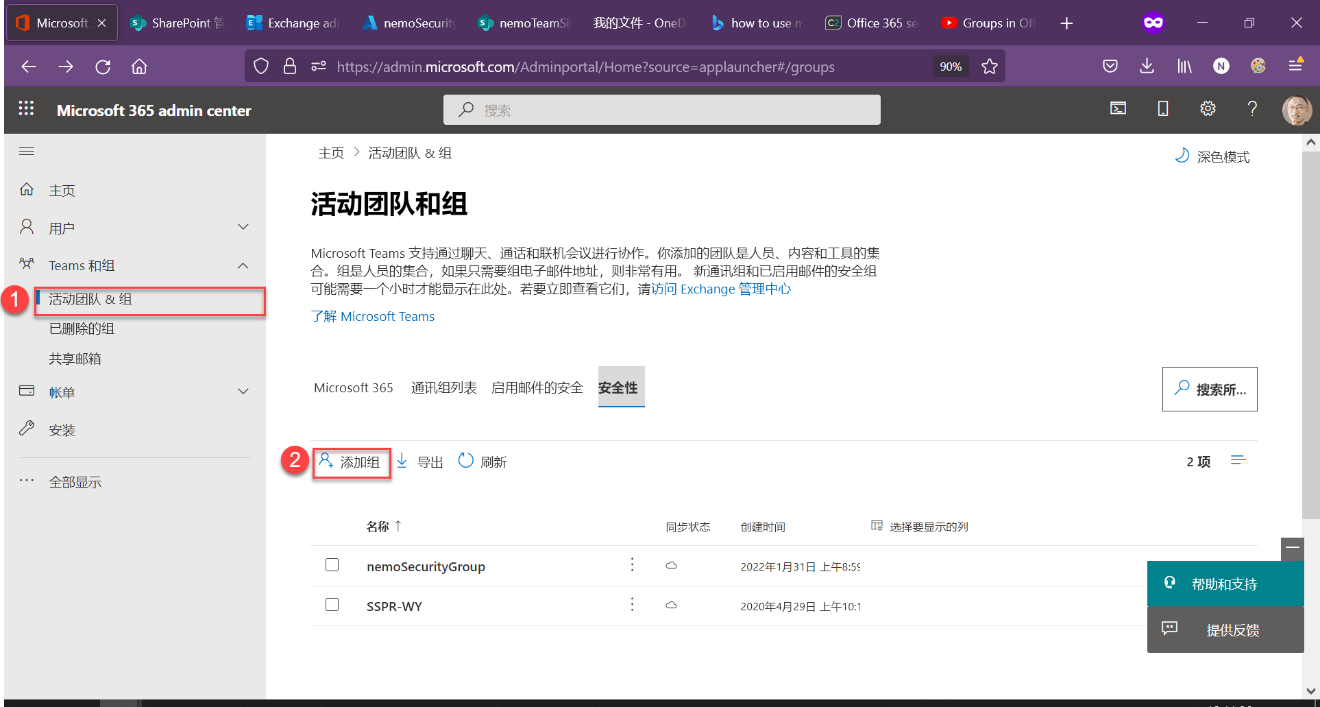 Microsoft
SharePoint 管
Exchange adm
nemoSecurity
nemoTeamSi
我的文件 - OneD
how to use m
Office 365 se
Groups in Off
https://admin.microsoft.com/Adminportal/Home?source=applauncher#/groups
90%
N
Microsoft 365 admin center
搜索
主页
用户
Teams 和组
1
活动团队 & 组
已删除的组
共享邮箱
帐单
安装
全部显示
主页 > 活动团队 & 组
深色模式
活动团队和组
Microsoft Teams 支持通过聊天、通话和联机会议进行协作。你添加的团队是人员、内容和工具的集
合。组是人员的集合，如果只需要组电子邮件地址，则非常有用。 新通讯组和已启用邮件的安全组
可能需要一个小时才能显示在此处。若要立即查看它们，请访问 Exchange 管理中心
了解 Microsoft Teams
Microsoft 365 通讯组列表 启用邮件的安全 安全性
搜索所...
2
添加组 导出 刷新
2 项
名称 ↑ 同步状态 创建时间 选择要显示的列
nemoSecurityGroup 2022年1月31日 上午8:59
SSPR-WY 2020年4月29日 上午10:1
帮助和支持
提供反馈